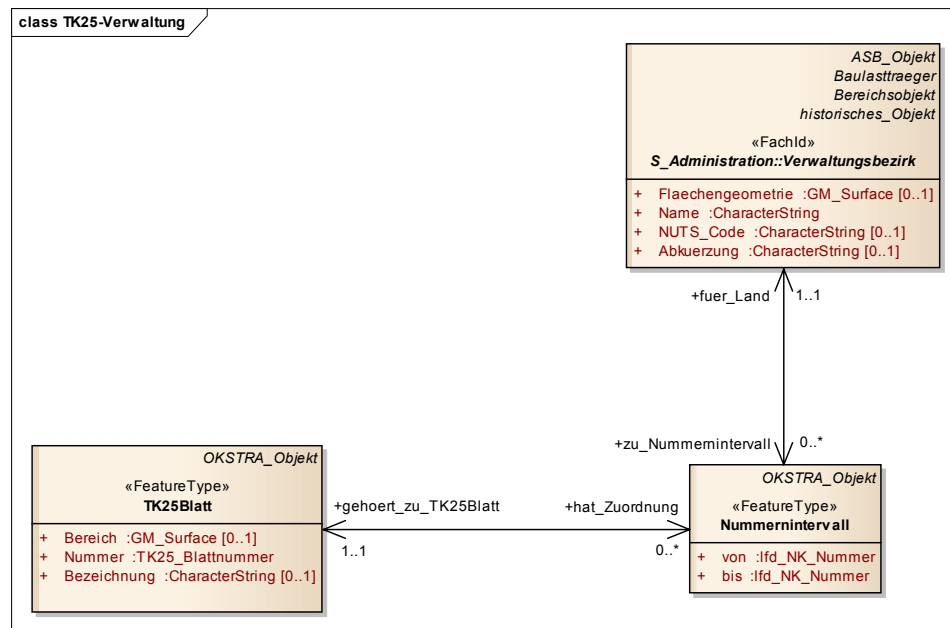 class TK25-Verwaltung
ASB_Objekt
Baulasttraeger
Bereichsobjekt
historisches_Objekt
«FachId»
S_Administration::Verwaltungsbezirk
+ Flaechengeometrie :GM_Surface [0..1]
+ Name :CharacterString
+ NUTS_Code :CharacterString [0..1]
+ Abkuerzung :CharacterString [0..1]
+fuer_Land 1..1
+zu_Nummernintervall 0..*
OKSTRA_Objekt
«FeatureType»
TK25Blatt
+ Bereich :GM_Surface [0..1]
+ Nummer :TK25_Blattnummer
+ Bezeichnung :CharacterString [0..1]
+gehoert_zu_TK25Blatt +hat_Zuordnung
1..1 0..*
OKSTRA_Objekt
«FeatureType»
Nummernintervall
+ von :lfd_NK_Nummer
+ bis :lfd_NK_Nummer